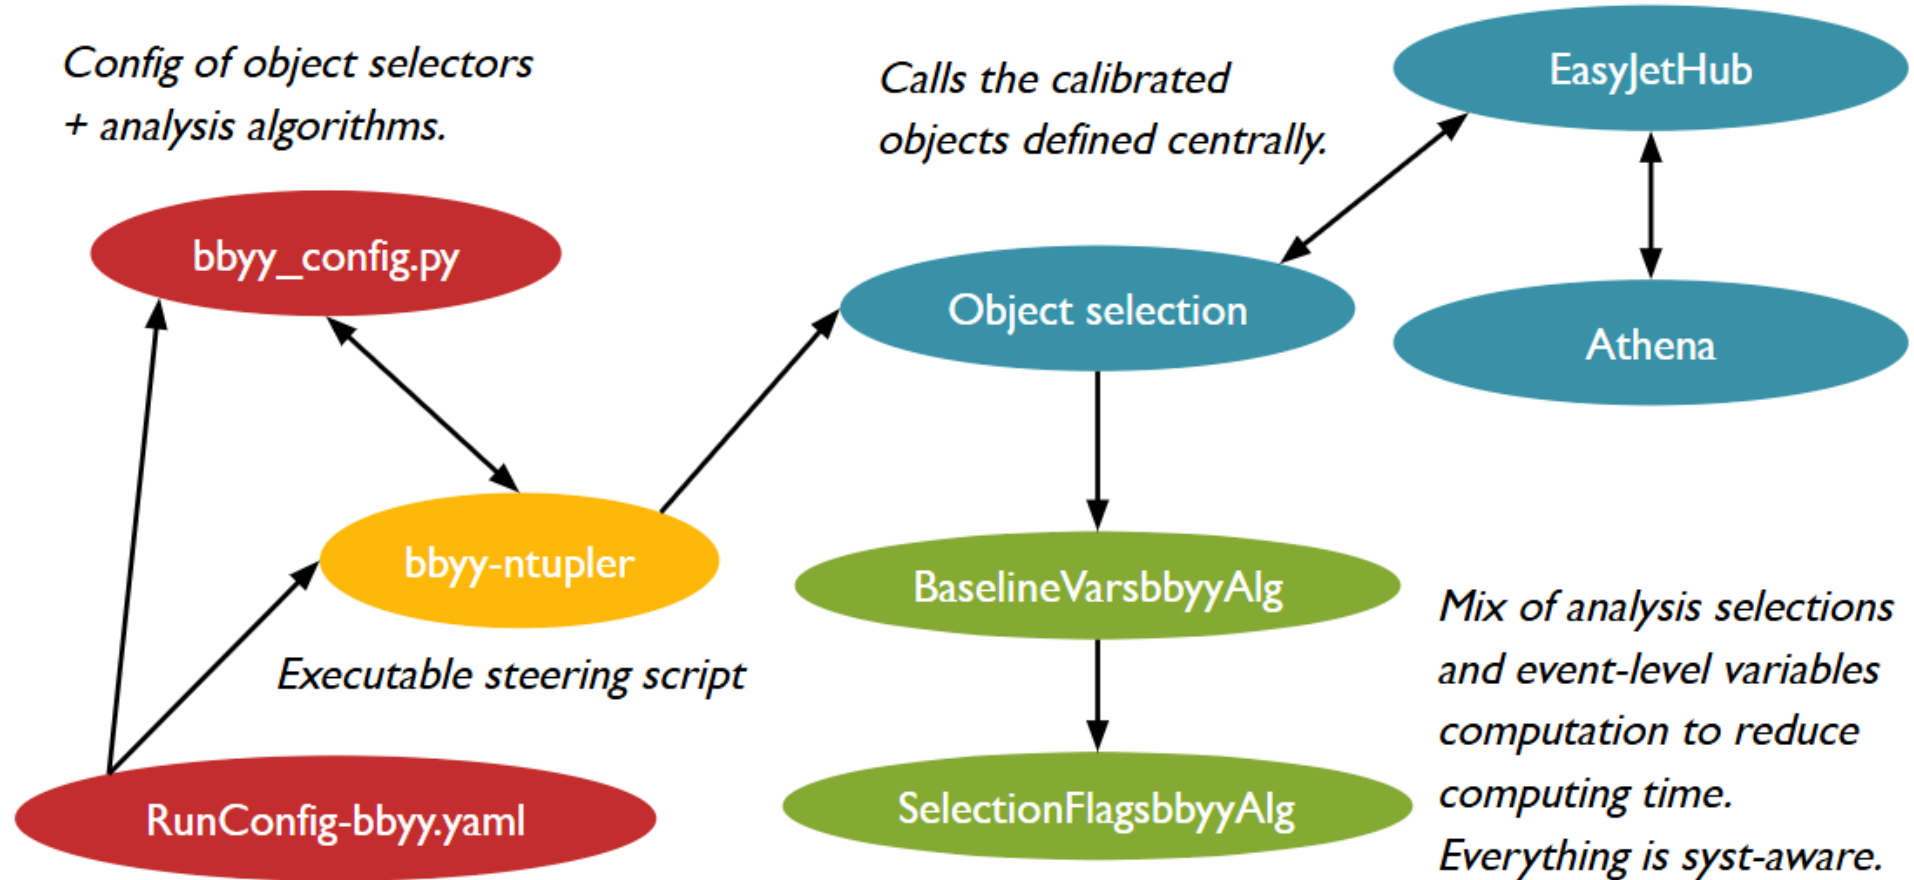 Config of object selectors
+ analysis algorithms.
Calls the calibrated
objects defined centrally.
EasyJetHub
bbyy_config.py
Object selection
Athena
bbyy-ntupler
Executable steering script
BaselineVarsbbyyAlg
RunConfig-bbyy.yaml
SelectionFlagsbbyyAlg
Mix of analysis selections
and event-level variables
computation to reduce
computing time.
Everything is syst-aware.